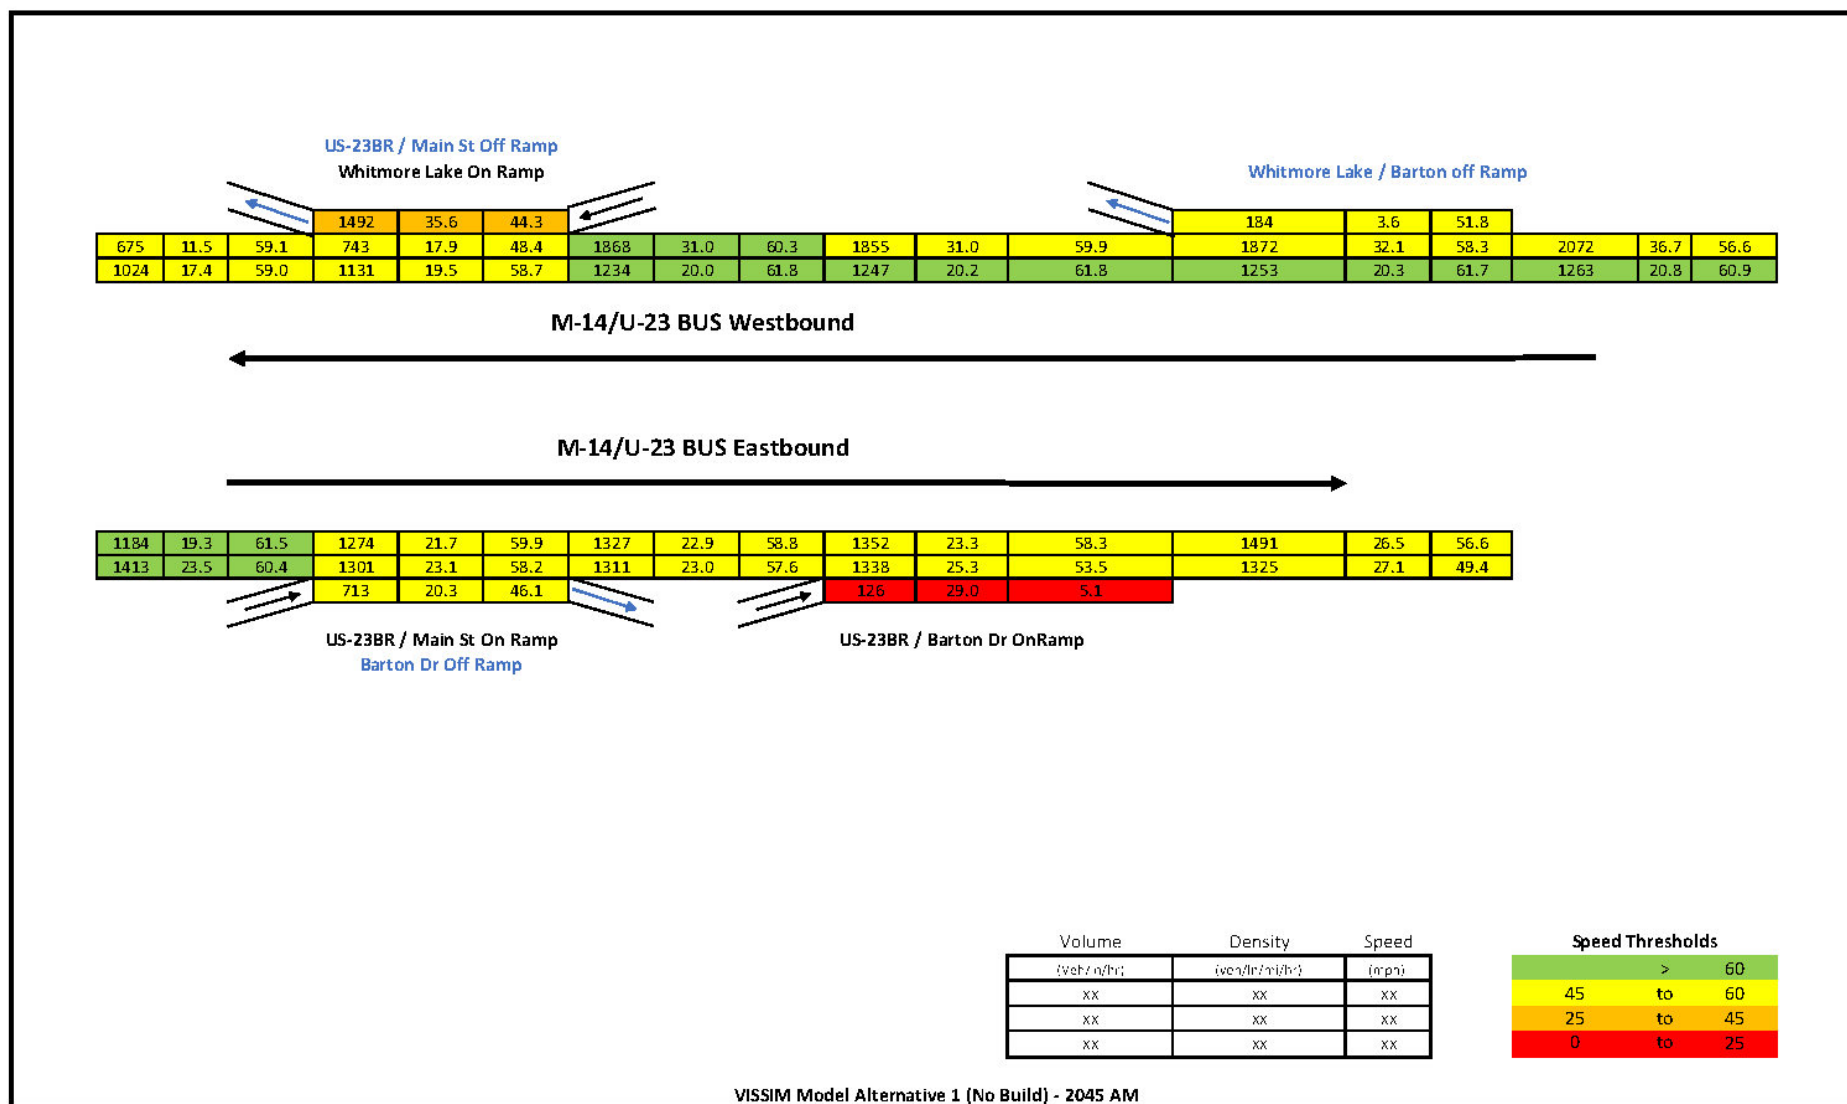 US-23BR / Main St Off Ramp
Whitmore Lake On Ramp
Whitmore Lake / Barton off Ramp
1492 35.6 44.3 184 3.6 51.8
675 11.5 59.1 743 17.9 48.4 1868 31.0 60.3 1855 31.0 59.9 1872 32.1 58.3 2072 36.7 56.6
1024 17.4 59.0 1131 19.5 58.7 1234 20.0 61.8 1247 20.2 61.8 1253 20.3 61.7 1263 20.8 60.9
M-14/U-23 BUS Westbound
M-14/U-23 BUS Eastbound
1184 19.3 61.5 1274 21.7 59.9 1327 22.9 58.8 1352 23.3 58.3 1491 26.5 56.6
1413 23.5 60.4 1301 23.1 58.2 1311 23.0 57.6 1338 25.3 53.5 1325 27.1 49.4
713 20.3 46.1 126 29.0 5.1
US-23BR / Main St On Ramp
Barton Dr Off Ramp
US-23BR / Barton Dr OnRamp
Volume Density Speed
(veh/ln/hr) (veh/ln/mi/hr) (mph)
xx xx xx
xx xx xx
xx xx xx
Speed Thresholds
> 60
45 to 60
25 to 45
0 to 25
VISSIM Model Alternative 1 (No Build) - 2045 AM